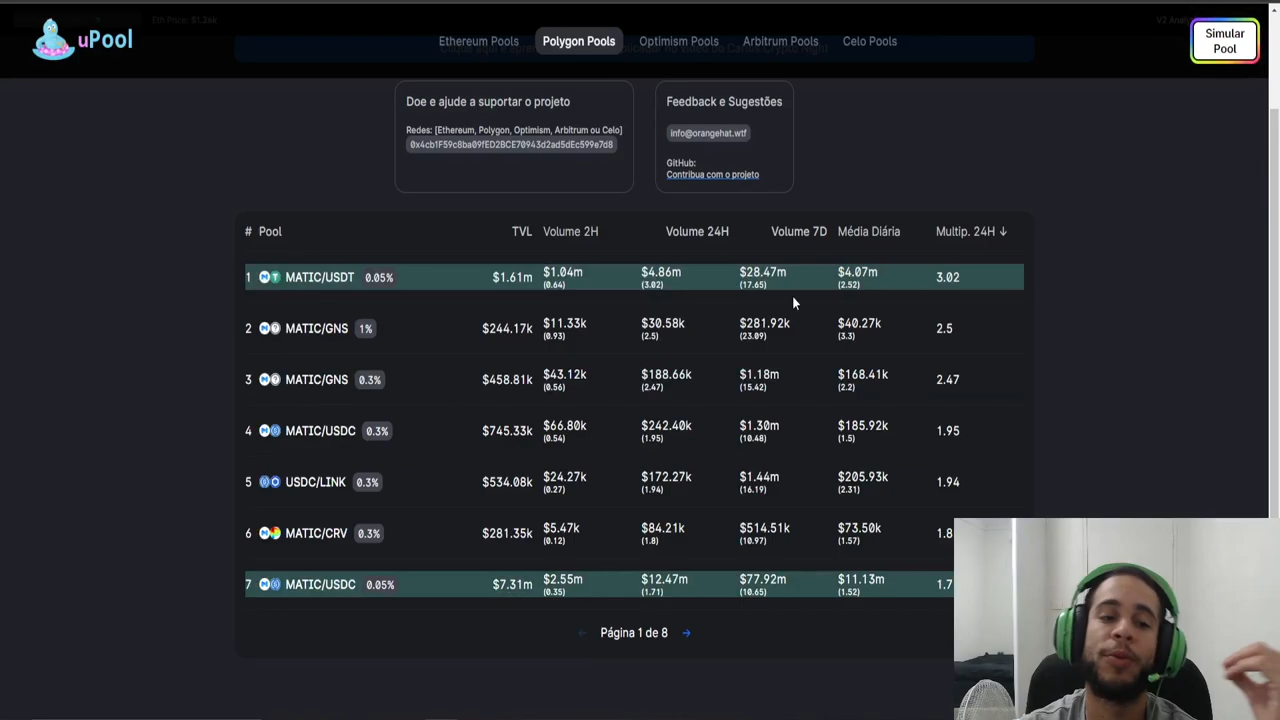 Eth Price: $1.26k
uPool
Ethereum Pools Polygon Pools Optimism Pools Arbitrum Pools Celo Pools
Simular
Pool
Doe e ajude a suportar o projeto
Redes: [Ethereum, Polygon, Optimism, Arbitrum ou Celo]
0x4cb1F59c8ba09fED2BCE70943d2ad5dEc599e7d8
Feedback e Sugestões
info@orangehat.wtf
GitHub:
Contribua com o projeto
# Pool TVL Volume 2H Volume 24H Volume 7D Média Diária Multip. 24H ↓
1 MATIC/USDT 0.05% $1.61m $1.04m $4.86m $28.47m $4.07m 3.02
(0.64) (3.02) (17.65) (2.52)
2 MATIC/GNS 1% $244.17k $11.33k $30.58k $281.92k $40.27k 2.5
(0.93) (2.5) (23.09) (3.3)
3 MATIC/GNS 0.3% $458.81k $43.12k $188.66k $1.18m $168.41k 2.47
(0.56) (2.47) (15.42) (2.2)
4 MATIC/USDC 0.3% $745.33k $66.80k $242.40k $1.30m $185.92k 1.95
(0.54) (1.95) (10.48) (1.5)
5 USDC/LINK 0.3% $534.08k $24.27k $172.27k $1.44m $205.93k 1.94
(0.27) (1.94) (16.19) (2.31)
6 MATIC/CRV 0.3% $281.35k $5.47k $84.21k $514.51k $73.50k 1.8
(0.12) (1.8) (10.97) (1.57)
7 MATIC/USDC 0.05% $7.31m $2.55m $12.47m $77.92m $11.13m 1.7
(0.35) (1.71) (10.65) (1.52)
← Página 1 de 8 →